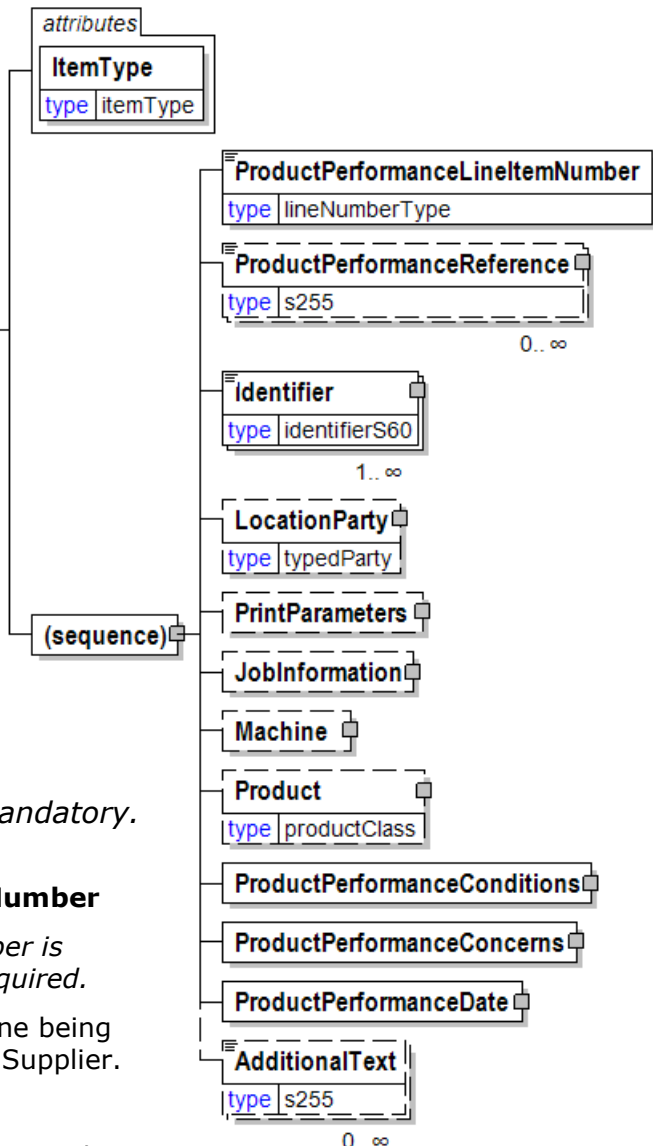 attributes
ItemType
type itemType
ProductPerformanceLineItemNumber
type lineNumberType
ProductPerformanceReference
type s255
0..∞
Identifier
type identifierS60
1..∞
LocationParty
type typedParty
PrintParameters
(sequence)
JobInformation
Machine
Product
type productClass
andatory.
ProductPerformanceConditions
Number
ProductPerformanceConcerns
ber is
quired.
ProductPerformanceDate
ne being
Supplier.
AdditionalText
type s255
0..∞